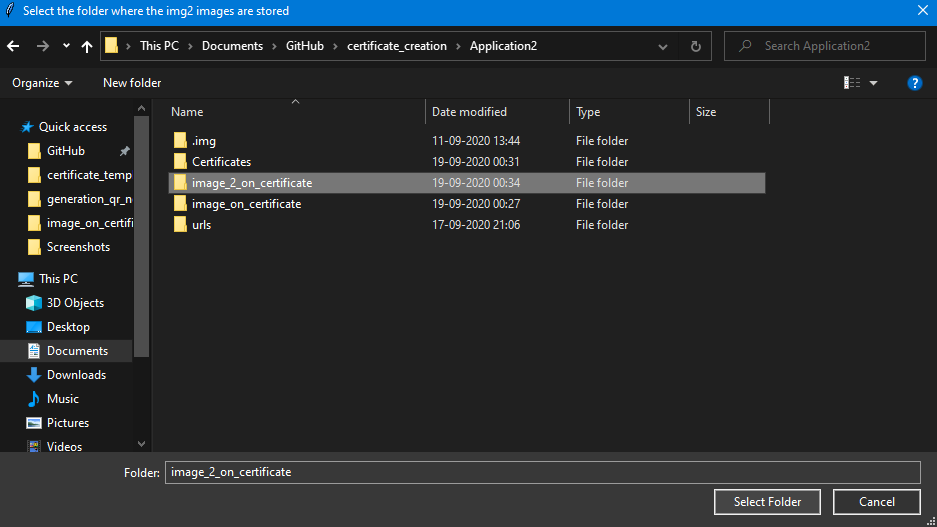 Select the folder where the img2 images are stored
This PC > Documents > GitHub > certificate_creation > Application2
Search Application2
Organize
New folder
?
Name Date modified Type Size
Quick access
GitHub
certificate_temp
generation_qr_n
image_on_certifi
Screenshots
This PC
3D Objects
Desktop
Documents
Downloads
Music
Pictures
Videos
.img 11-09-2020 13:44 File folder
Certificates 19-09-2020 00:31 File folder
image_2_on_certificate 19-09-2020 00:34 File folder
image_on_certificate 19-09-2020 00:27 File folder
urls 17-09-2020 21:06 File folder
Folder: image_2_on_certificate
Select Folder Cancel